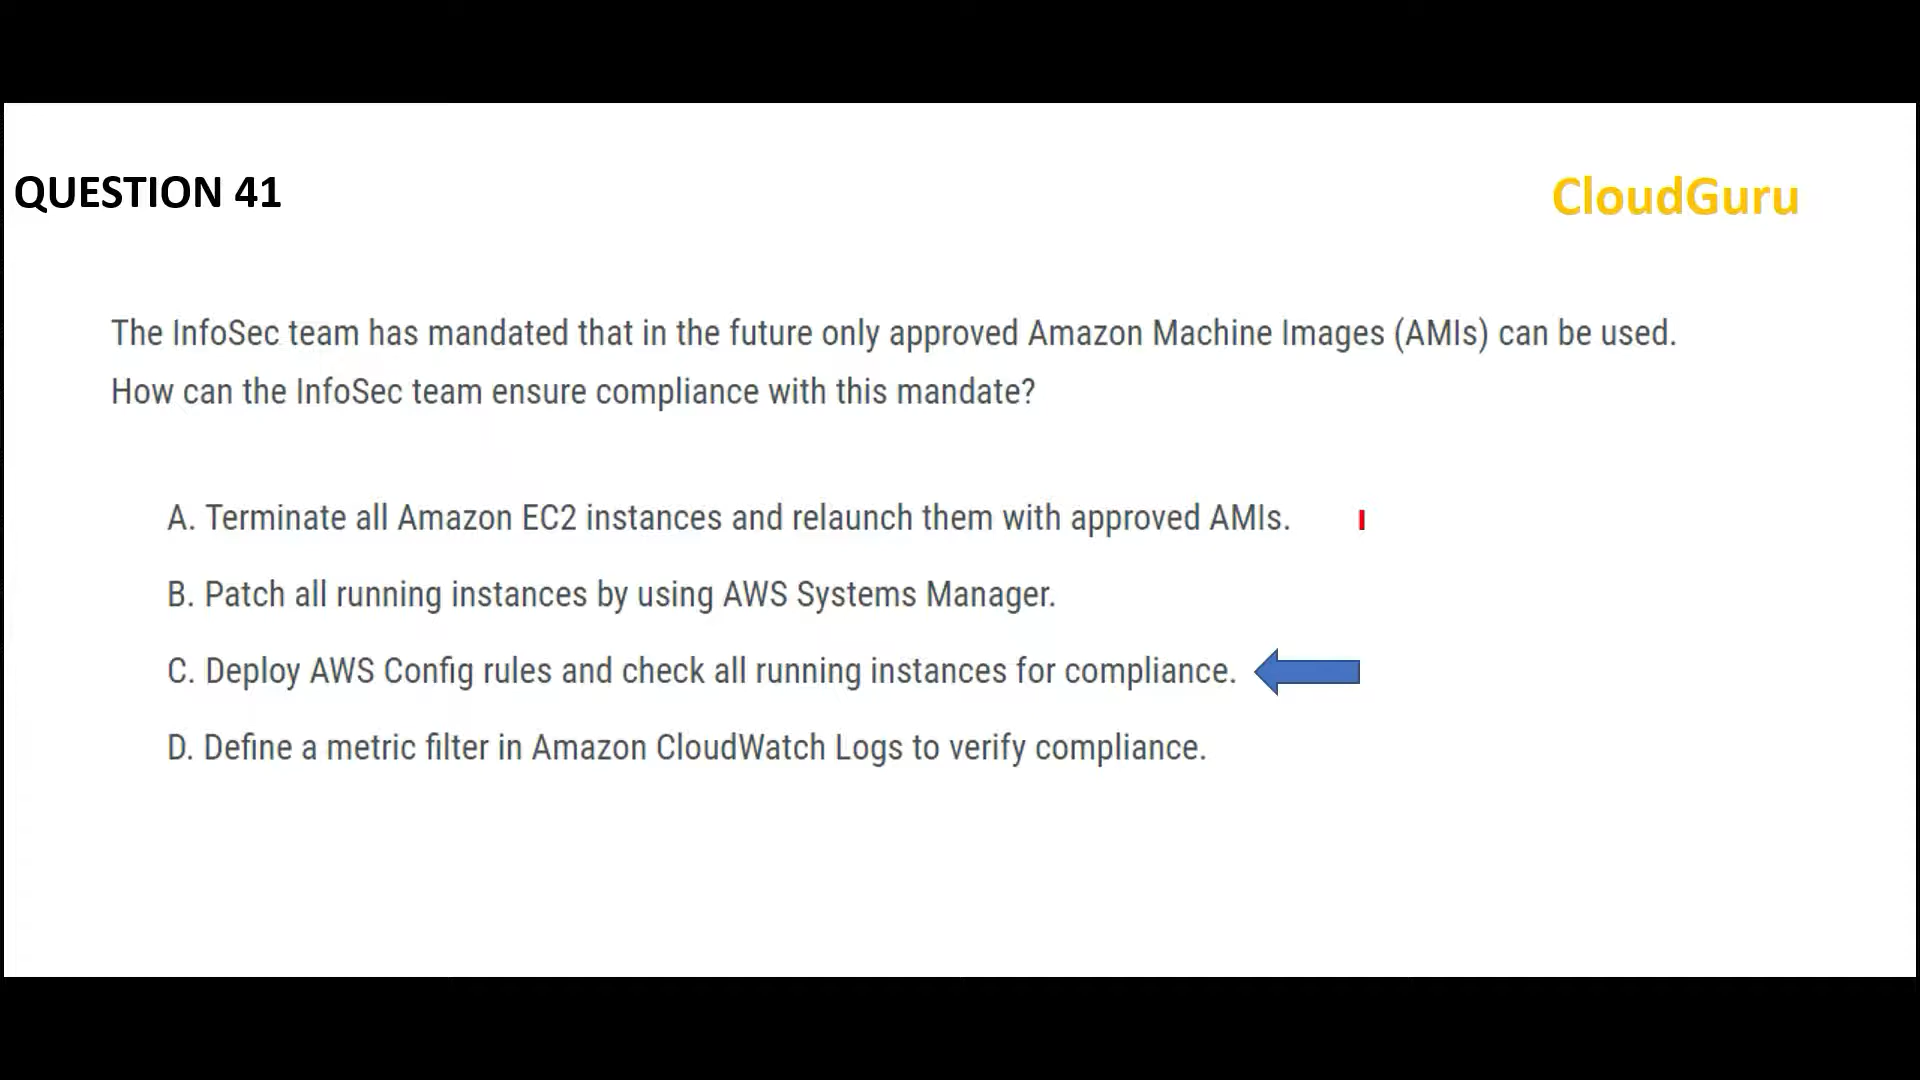 QUESTION 41
CloudGuru
The InfoSec team has mandated that in the future only approved Amazon Machine Images (AMIs) can be used.
How can the InfoSec team ensure compliance with this mandate?
A. Terminate all Amazon EC2 instances and relaunch them with approved AMIs.
B. Patch all running instances by using AWS Systems Manager.
C. Deploy AWS Config rules and check all running instances for compliance.
D. Define a metric filter in Amazon CloudWatch Logs to verify compliance.